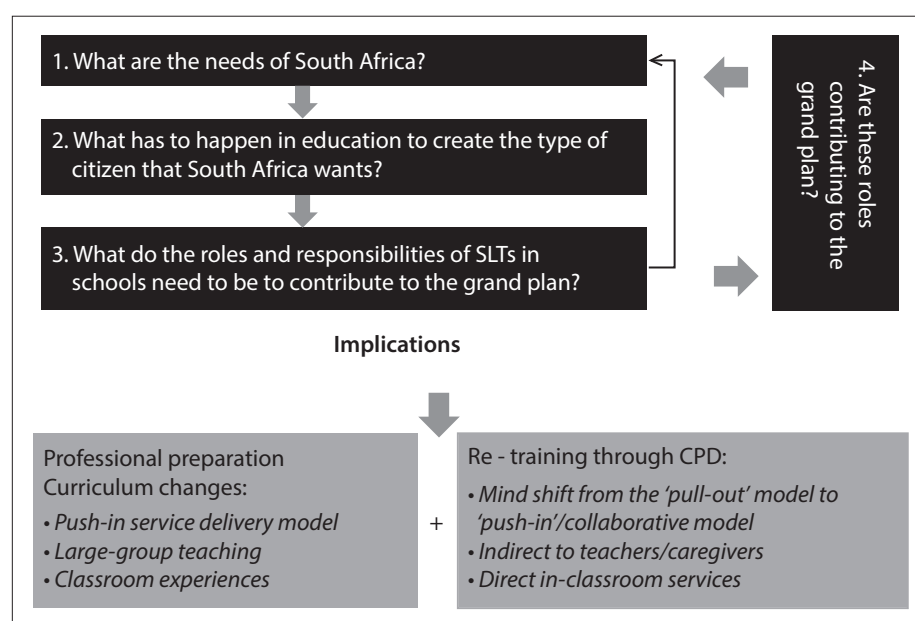 1. What are the needs of South Africa?
2. What has to happen in education to create the type of
citizen that South Africa wants?
3. What do the roles and responsibilities of SLTs in
schools need to be to contribute to the grand plan?
4. Are these roles
contributing to the
grand plan?
Implications
Professional preparation
Curriculum changes:
• Push-in service delivery model
• Large-group teaching
• Classroom experiences
+
Re - training through CPD:
• Mind shift from the ‘pull-out’ model to
‘push-in’/collaborative model
• Indirect to teachers/caregivers
• Direct in-classroom services